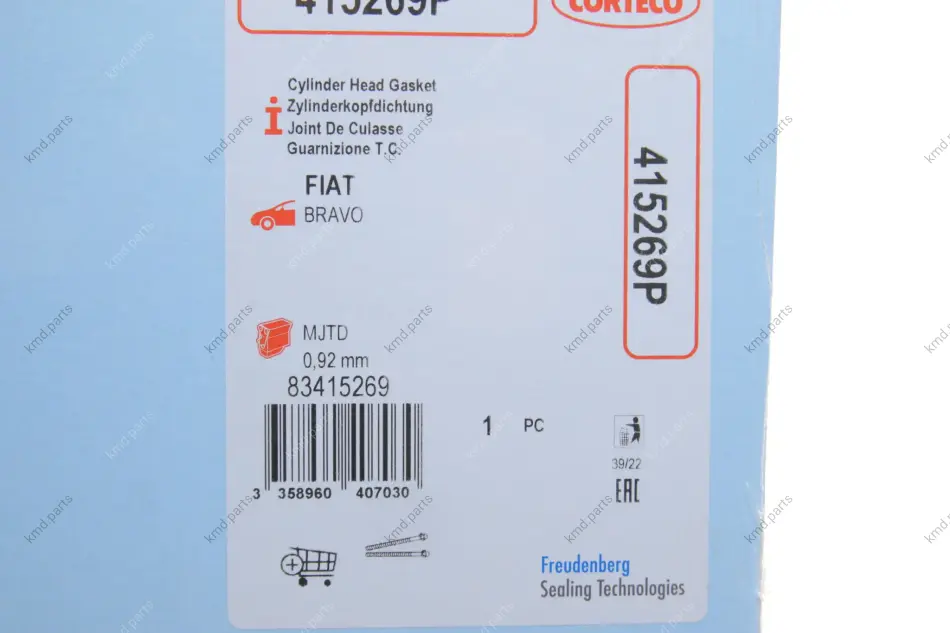 415269P
CORTECO
Cylinder Head Gasket
Zylinderkopfdichtung
Joint De Culasse
Guarnizione T.C.
FIAT
BRAVO
415269P
MJTD
0,92 mm
83415269
3 358960 407030
1 PC
39/22
EAC
Freudenberg
Sealing Technologies
kmd.parts